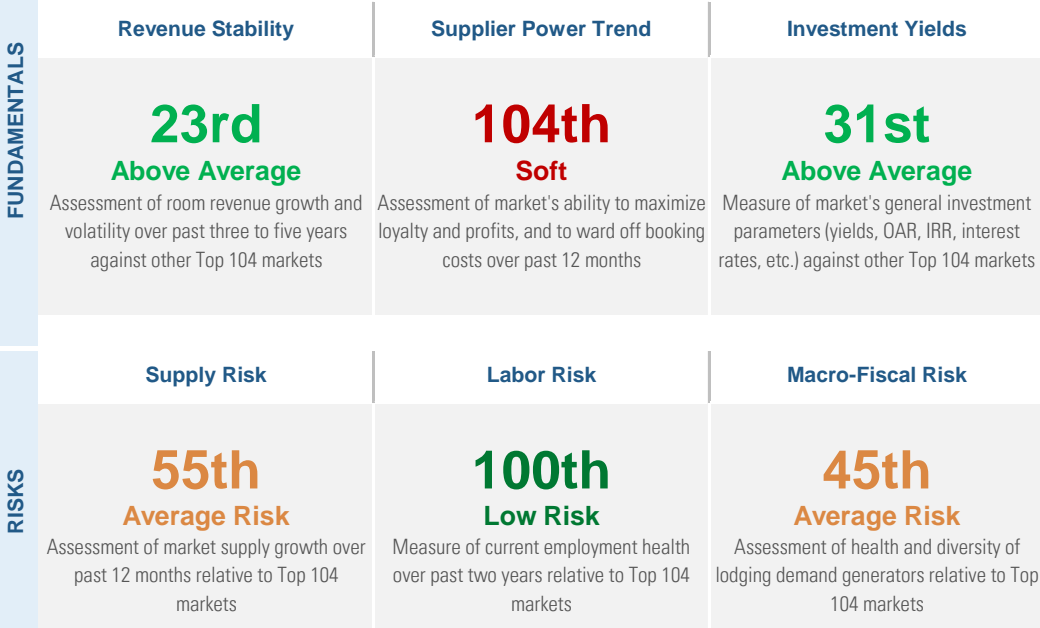 FUNDAMENTALS
Revenue Stability
23rd
Above Average
Assessment of room revenue growth and
volatility over past three to five years
against other Top 104 markets
Supplier Power Trend
104th
Soft
Assessment of market's ability to maximize
loyalty and profits, and to ward off booking
costs over past 12 months
Investment Yields
31st
Above Average
Measure of market's general investment
parameters (yields, OAR, IRR, interest
rates, etc.) against other Top 104 markets
RISKS
Supply Risk
55th
Average Risk
Assessment of market supply growth over
past 12 months relative to Top 104
markets
Labor Risk
100th
Low Risk
Measure of current employment health
over past two years relative to Top 104
markets
Macro-Fiscal Risk
45th
Average Risk
Assessment of health and diversity of
lodging demand generators relative to Top
104 markets